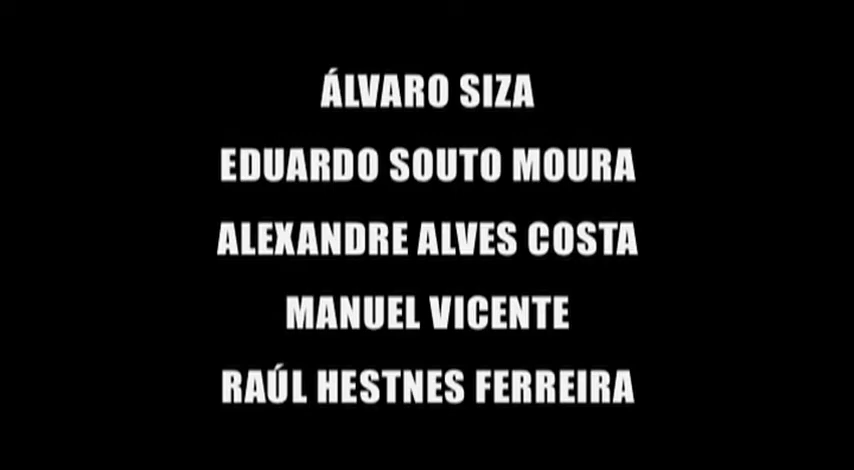 ÁLVARO SIZA
EDUARDO SOUTO MOURA
ALEXANDRE ALVES COSTA
MANUEL VICENTE
RAÚL HESTNES FERREIRA